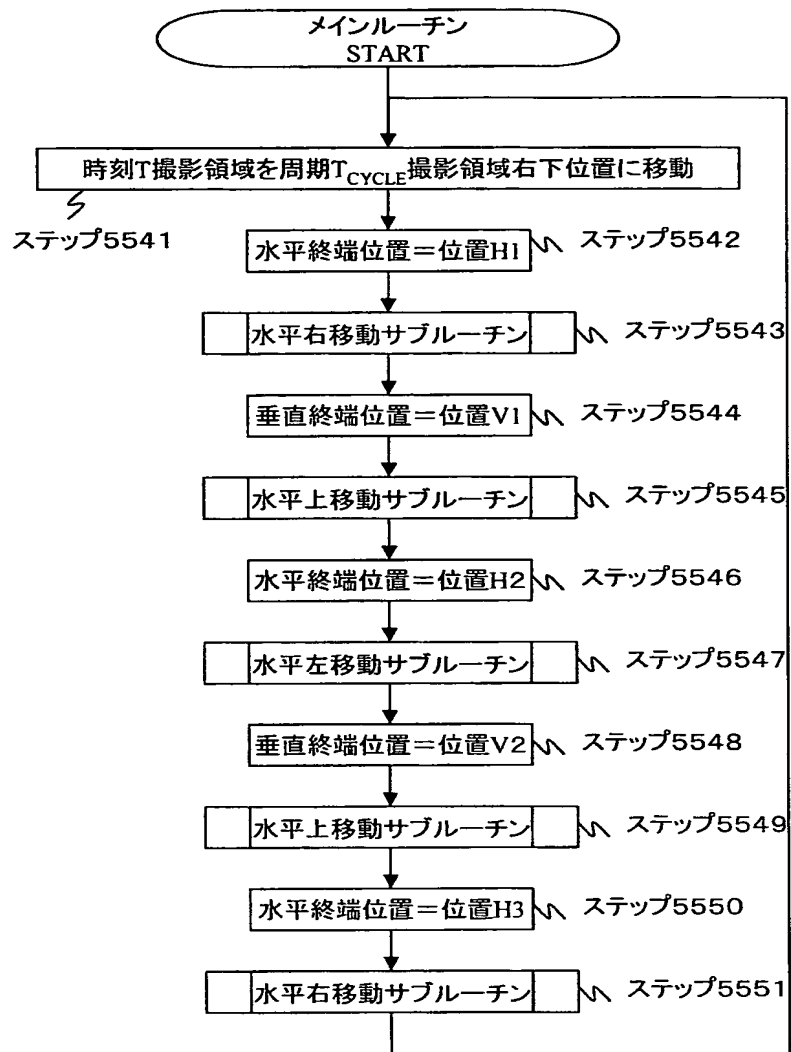 メインルーチン
START
時刻T撮影領域を周期TCYCLE撮影領域右下位置に移動
ステップ5541
水平終端位置＝位置H1
ステップ5542
水平右移動サブルーチン
ステップ5543
垂直終端位置＝位置V1
ステップ5544
水平上移動サブルーチン
ステップ5545
水平終端位置＝位置H2
ステップ5546
水平左移動サブルーチン
ステップ5547
垂直終端位置＝位置V2
ステップ5548
水平上移動サブルーチン
ステップ5549
水平終端位置＝位置H3
ステップ5550
水平右移動サブルーチン
ステップ5551